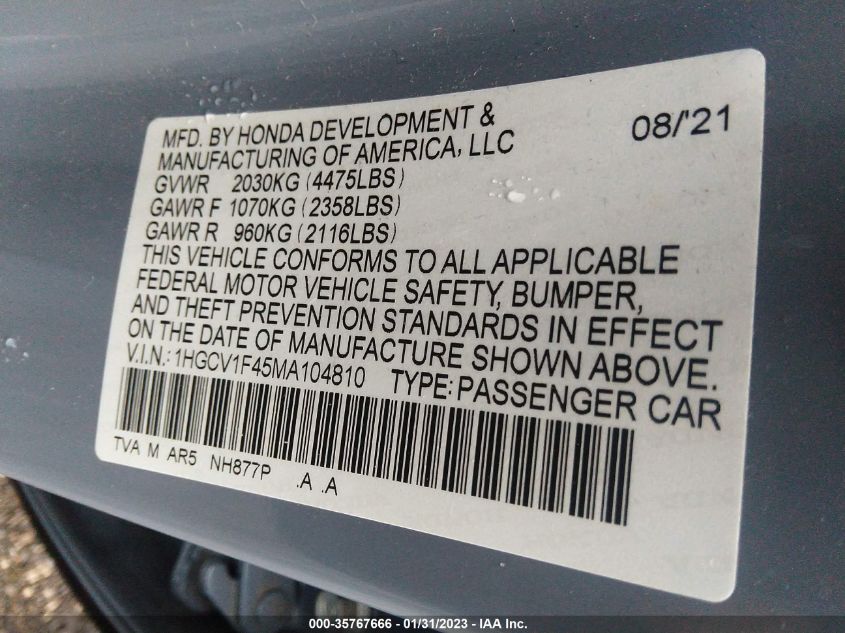 MFD. BY HONDA DEVELOPMENT & 08/'21
MANUFACTURING OF AMERICA, LLC
GVWR 2030KG (4475LBS)
GAWR F 1070KG (2358LBS)
GAWR R 960KG (2116LBS)
THIS VEHICLE CONFORMS TO ALL APPLICABLE
FEDERAL MOTOR VEHICLE SAFETY, BUMPER,
AND THEFT PREVENTION STANDARDS IN EFFECT
ON THE DATE OF MANUFACTURE SHOWN ABOVE.
V.I.N.: 1HGCV1F45MA104810 TYPE: PASSENGER CAR
TVA M AR5 NH877P .A .A
000-35767666 - 01/31/2023 - IAA Inc.